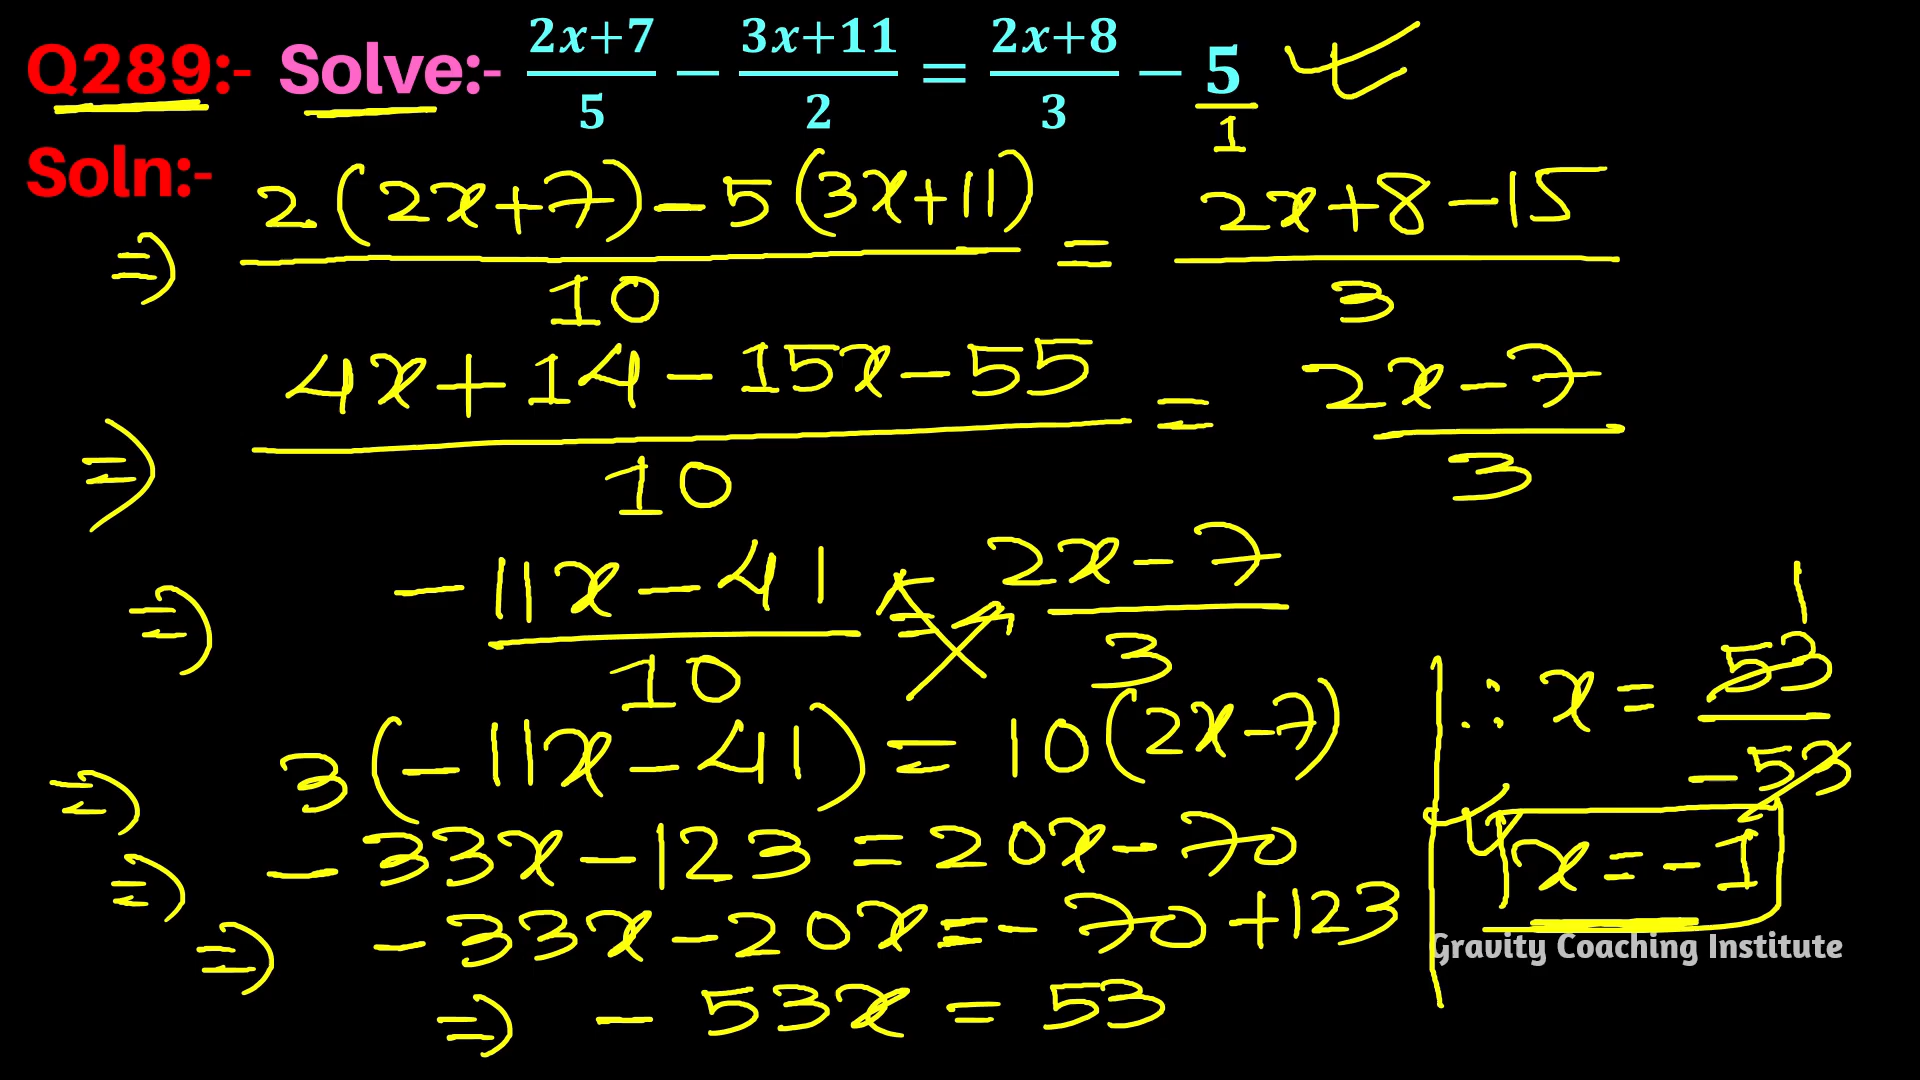 Q289:- Solve:- (2x+7)/5 − (3x+11)/2 = (2x+8)/3 − 5/1
Soln:-
⇒ (2(2x+7)−5(3x+11))/10 = (2x+8−15)/3
⇒ (4x+14−15x−55)/10 = (2x−7)/3
⇒ (−11x−41)/10 = (2x−7)/3
⇒ 3(−11x−41) = 10(2x−7)
⇒ −33x−123 = 20x−70
⇒ −33x−20x = −70+123
⇒ −53x = 53
∴ x = 53/−53
1
x = −1
Gravity Coaching Institute